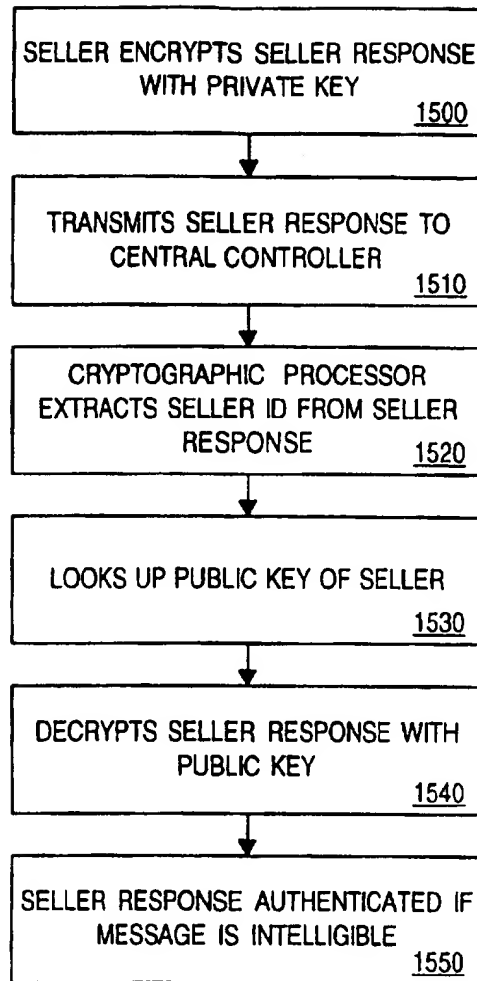 SELLER ENCRYPTS SELLER RESPONSE
WITH PRIVATE KEY
1500
TRANSMITS SELLER RESPONSE TO
CENTRAL CONTROLLER
1510
CRYPTOGRAPHIC PROCESSOR
EXTRACTS SELLER ID FROM SELLER
RESPONSE
1520
LOOKS UP PUBLIC KEY OF SELLER
1530
DECRYPTS SELLER RESPONSE WITH
PUBLIC KEY
1540
SELLER RESPONSE AUTHENTICATED IF
MESSAGE IS INTELLIGIBLE
1550